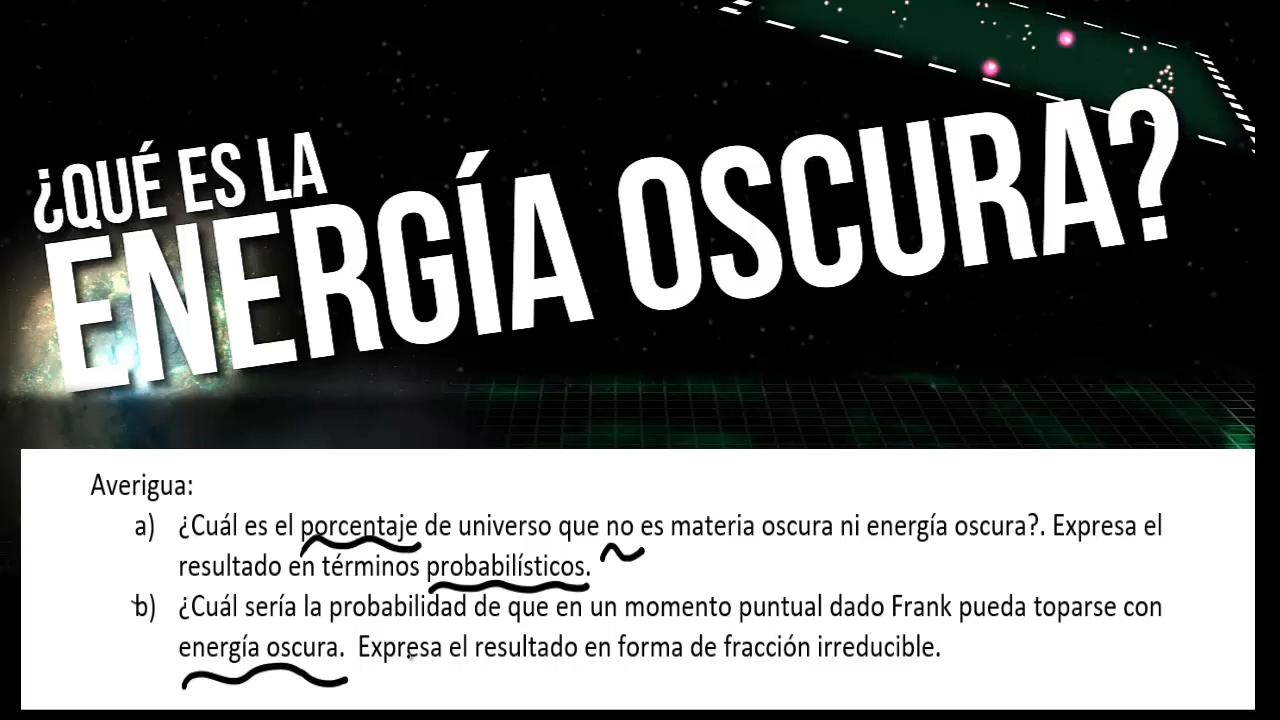 ¿QUÉ ES LA
ENERGÍA OSCURA?
Averigua:
a) ¿Cuál es el porcentaje de universo que no es materia oscura ni energía oscura?. Expresa el
resultado en términos probabilísticos.
b) ¿Cuál sería la probabilidad de que en un momento puntual dado Frank pueda toparse con
energía oscura. Expresa el resultado en forma de fracción irreducible.